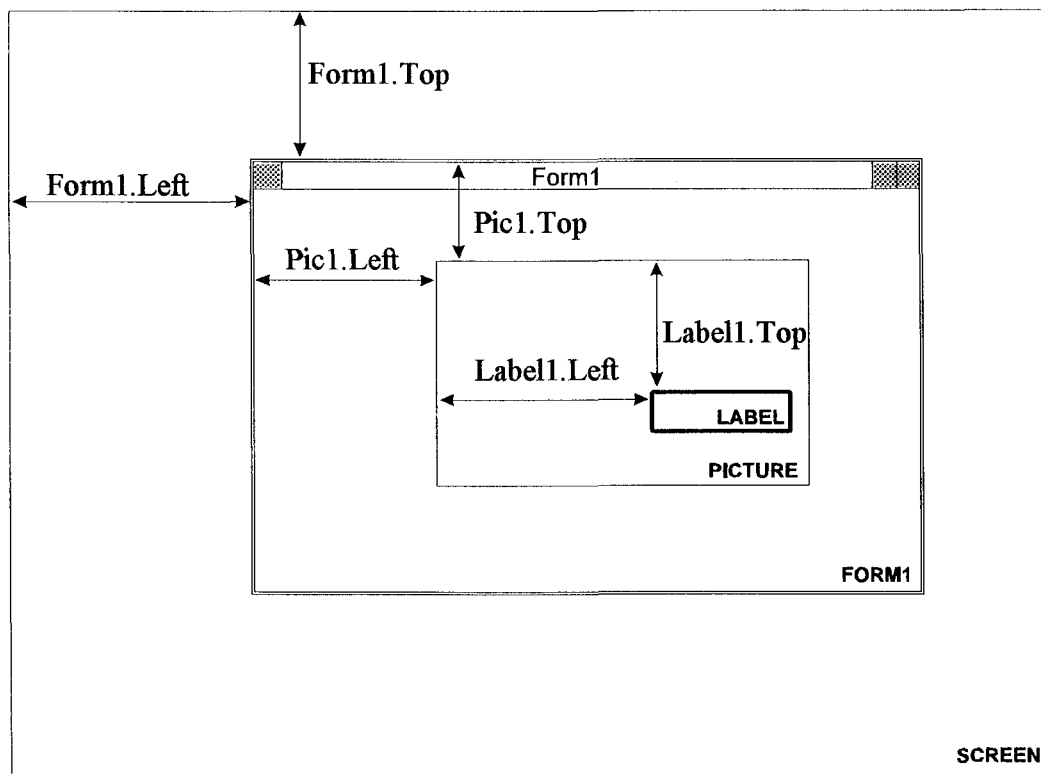 Form1.Top
Form1
Form1.Left
Pic1.Top
Pic1.Left
Label1.Top
Label1.Left
LABEL
PICTURE
FORM1
SCREEN